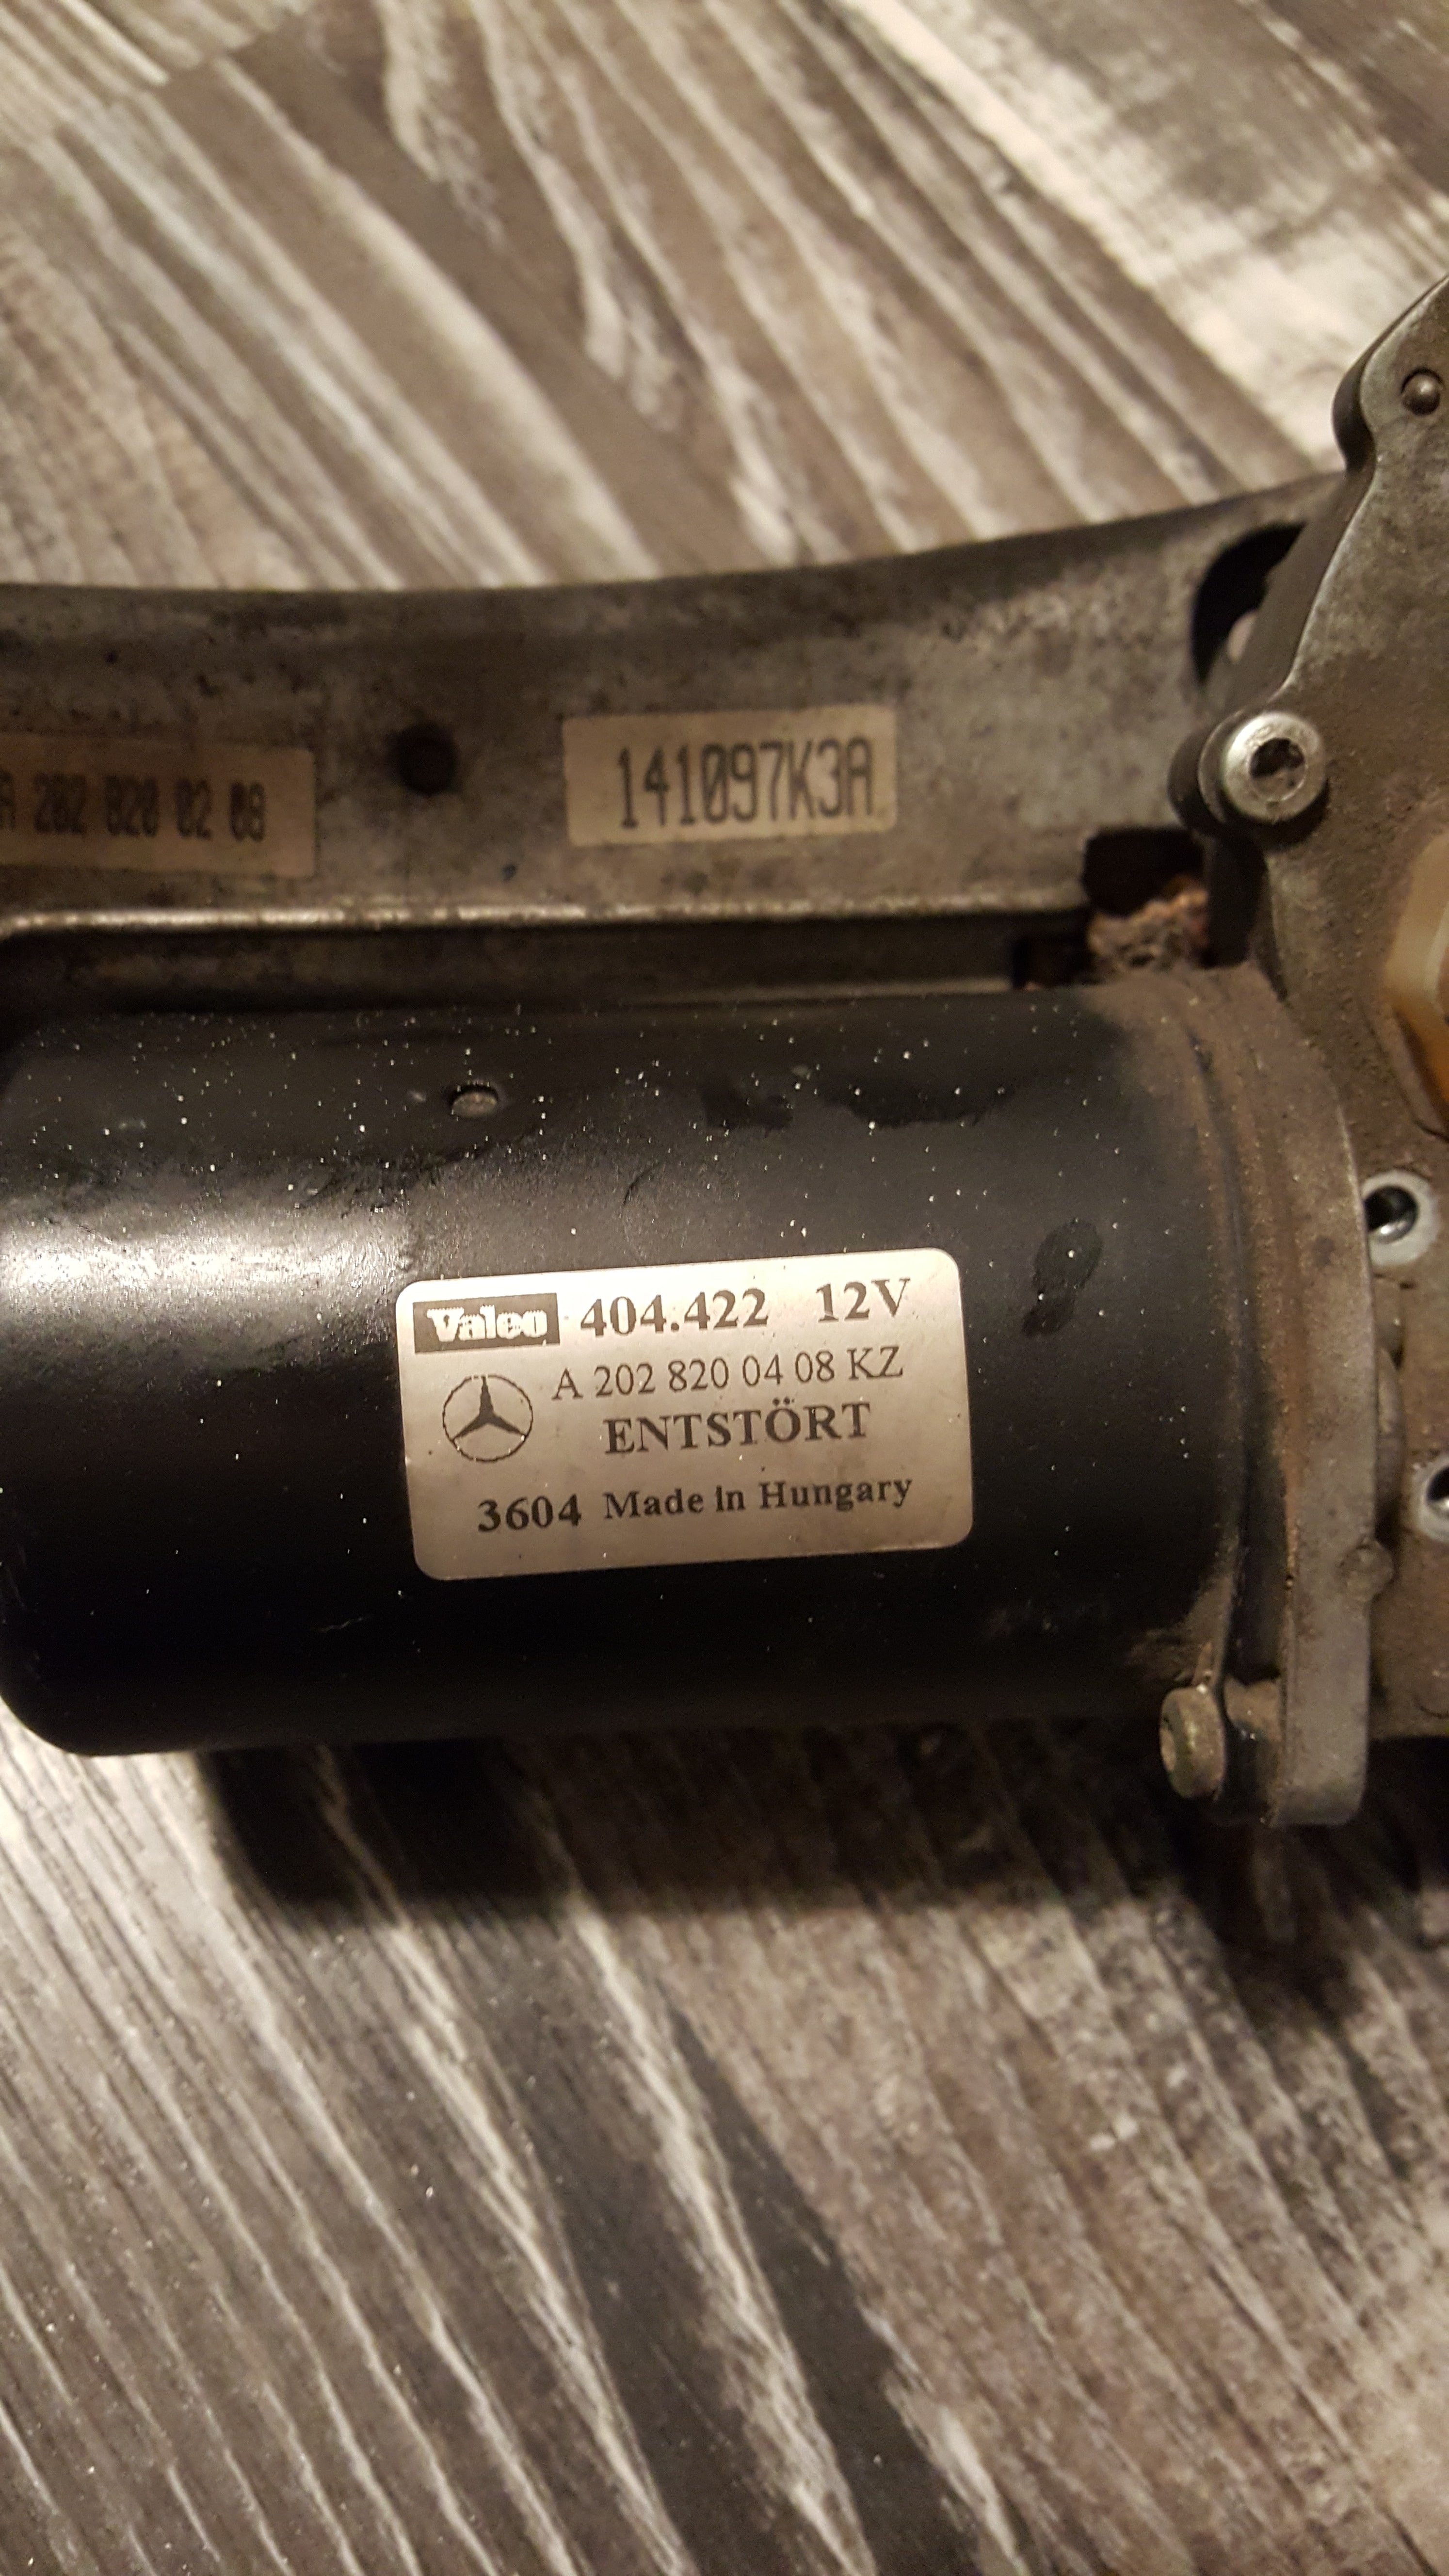 A 202 820 02 08
141097K3A
Valeo 404.422 12V
A 202 820 04 08 KZ
ENTSTÖRT
3604 Made in Hungary